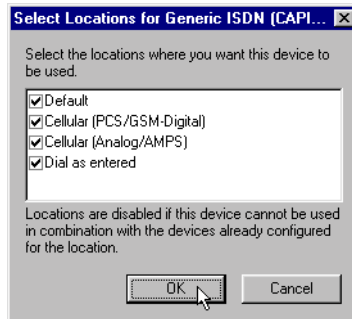 Select Locations for Generic ISDN (CAPI...
Select the locations where you want this device to
be used.
Default
Cellular (PCS/GSM-Digital)
Cellular (Analog/AMPS)
Dial as entered
Locations are disabled if this device cannot be used
in combination with the devices already configured
for the location.
OK
Cancel